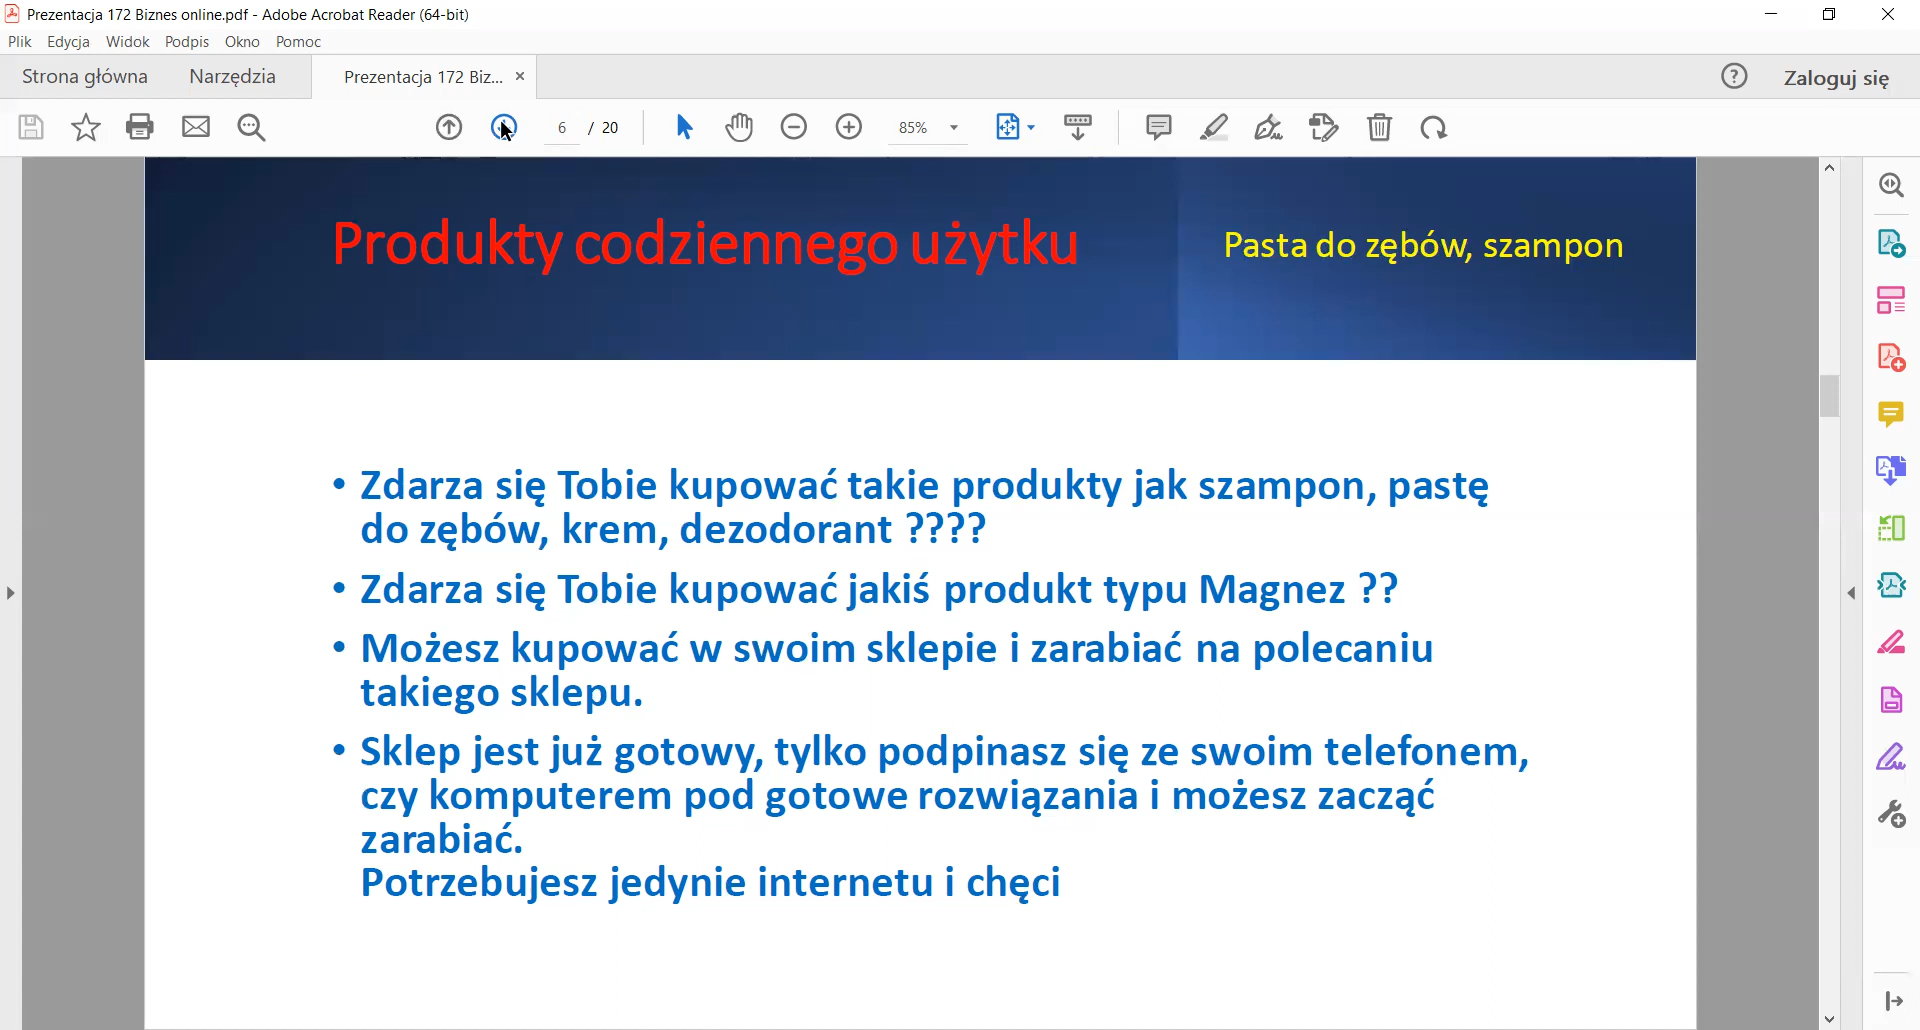 Prezentacja 172 Biznes online.pdf - Adobe Acrobat Reader (64-bit)
Plik Edycja Widok Podpis Okno Pomoc
Strona główna Narzędzia Prezentacja 172 Biz... Zaloguj się
6 / 20 85%
Produkty codziennego użytku
Pasta do zębów, szampon
• Zdarza się Tobie kupować takie produkty jak szampon, pastę
do zębów, krem, dezodorant ????
• Zdarza się Tobie kupować jakiś produkt typu Magnez ??
• Możesz kupować w swoim sklepie i zarabiać na polecaniu
takiego sklepu.
• Sklep jest już gotowy, tylko podpinasz się ze swoim telefonem,
czy komputerem pod gotowe rozwiązania i możesz zacząć
zarabiać.
Potrzebujesz jedynie internetu i chęci